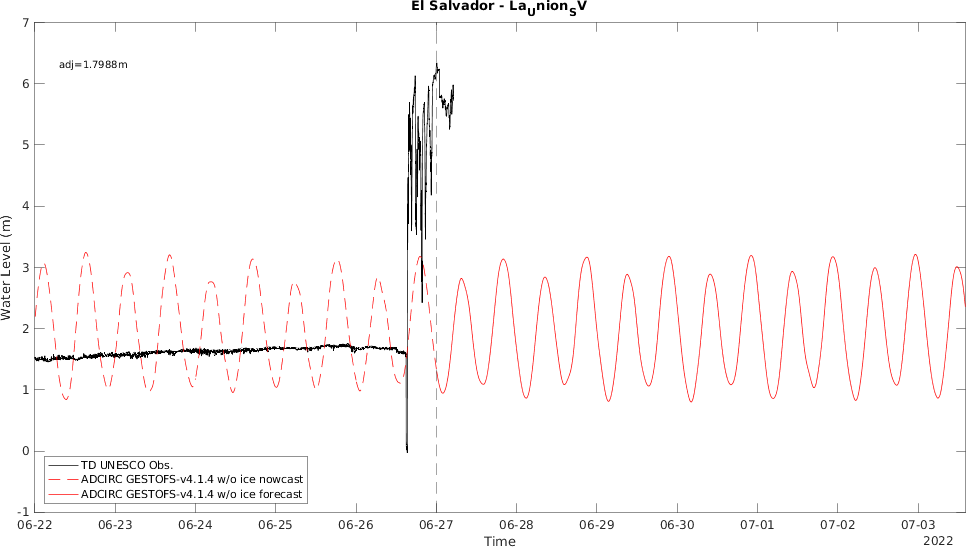 El Salvador - LaUnionSV
adj=1.7988m
Water Level (m)
7
6
5
4
3
2
1
0
-1
TD UNESCO Obs.
ADCIRC GESTOFS-v4.1.4 w/o ice nowcast
ADCIRC GESTOFS-v4.1.4 w/o ice forecast
06-22 06-23 06-24 06-25 06-26 06-27 06-28 06-29 06-30 07-01 07-02 07-03
Time
2022